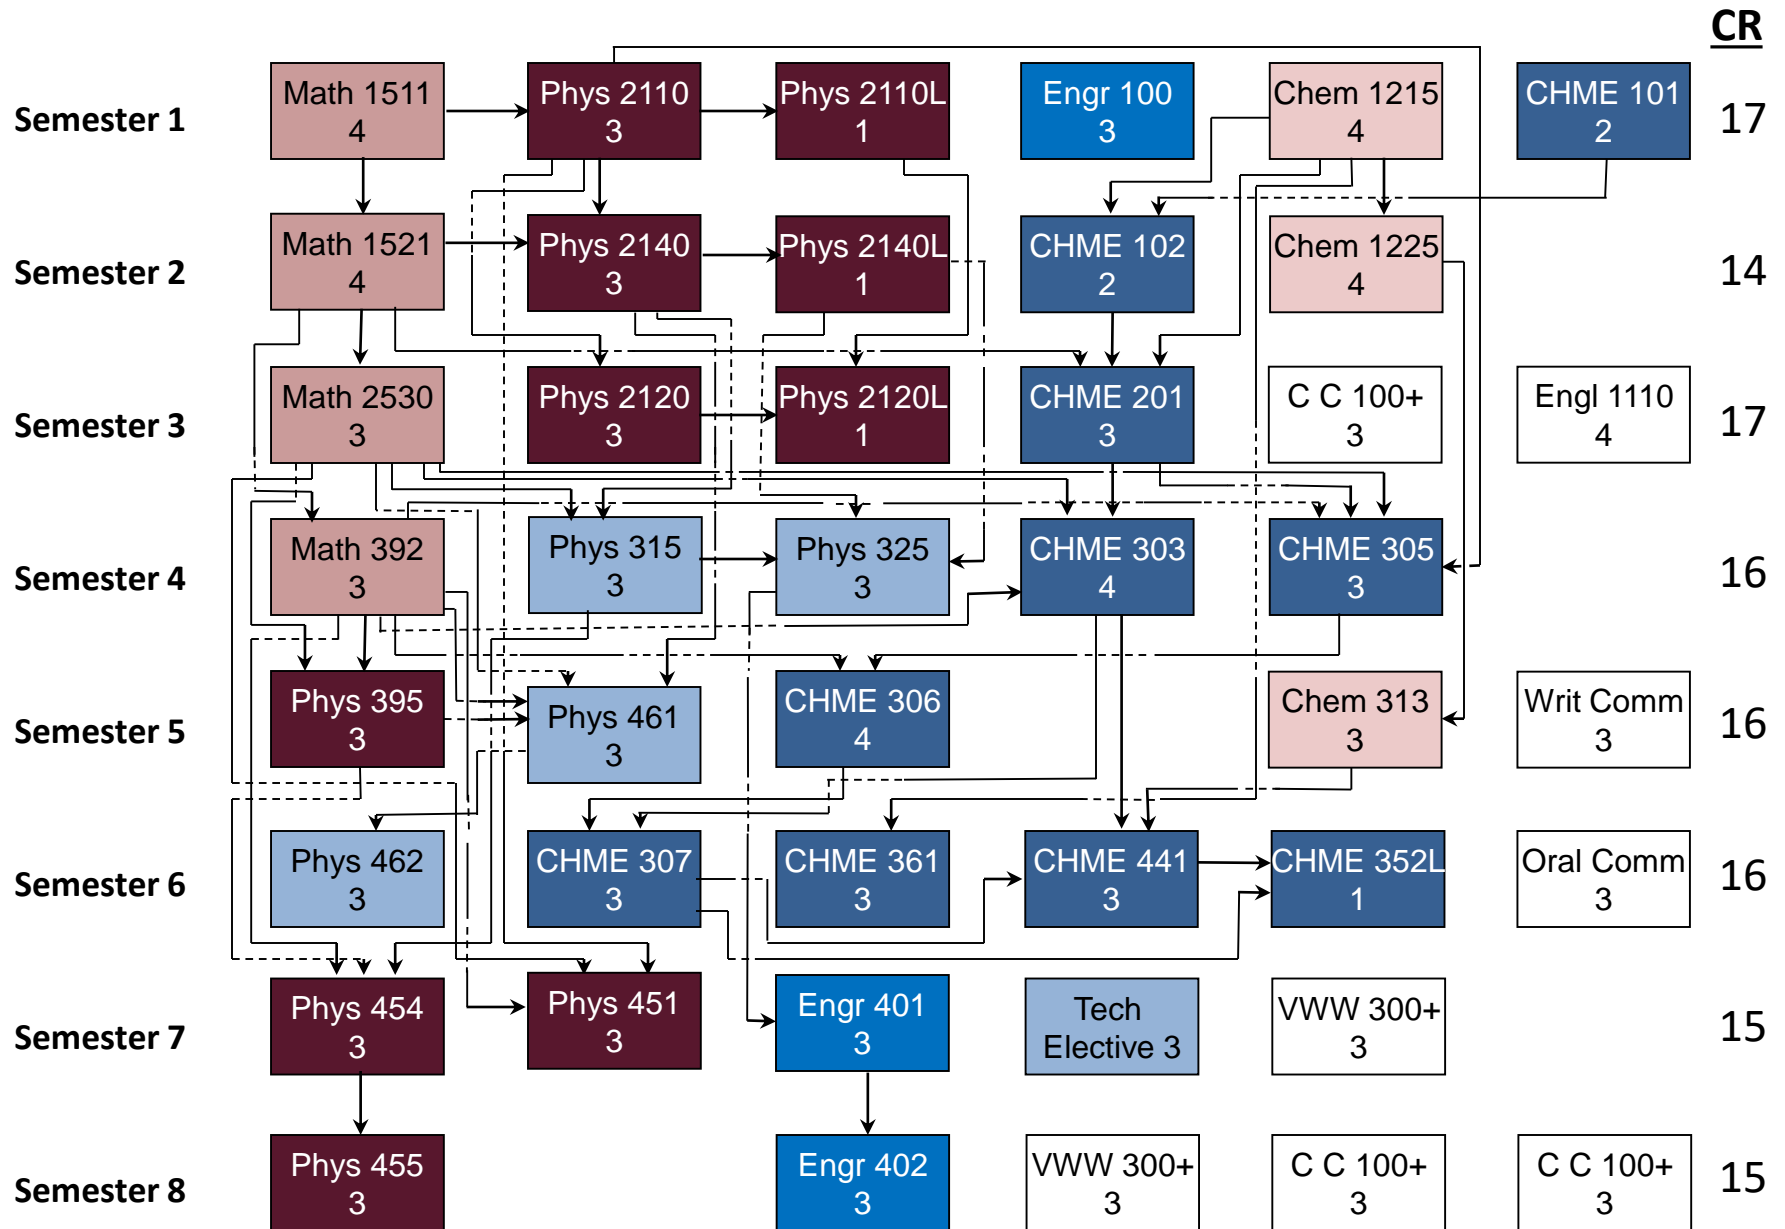 CR
Semester 1
Math 1511
4
Phys 2110
3
Phys 2110L
1
Engr 100
3
Chem 1215
4
CHME 101
2
17
Semester 2
Math 1521
4
Phys 2140
3
Phys 2140L
1
CHME 102
2
Chem 1225
4
14
Semester 3
Math 2530
3
Phys 2120
3
Phys 2120L
1
CHME 201
3
C C 100+
3
Engl 1110
4
17
Semester 4
Math 392
3
Phys 315
3
Phys 325
3
CHME 303
4
CHME 305
3
16
Semester 5
Phys 395
3
Phys 461
3
CHME 306
4
Chem 313
3
Writ Comm
3
16
Semester 6
Phys 462
3
CHME 307
3
CHME 361
3
CHME 441
3
CHME 352L
1
Oral Comm
3
16
Semester 7
Phys 454
3
Phys 451
3
Engr 401
3
Tech
Elective 3
VWW 300+
3
15
Semester 8
Phys 455
3
Engr 402
3
VWW 300+
3
C C 100+
3
C C 100+
3
15